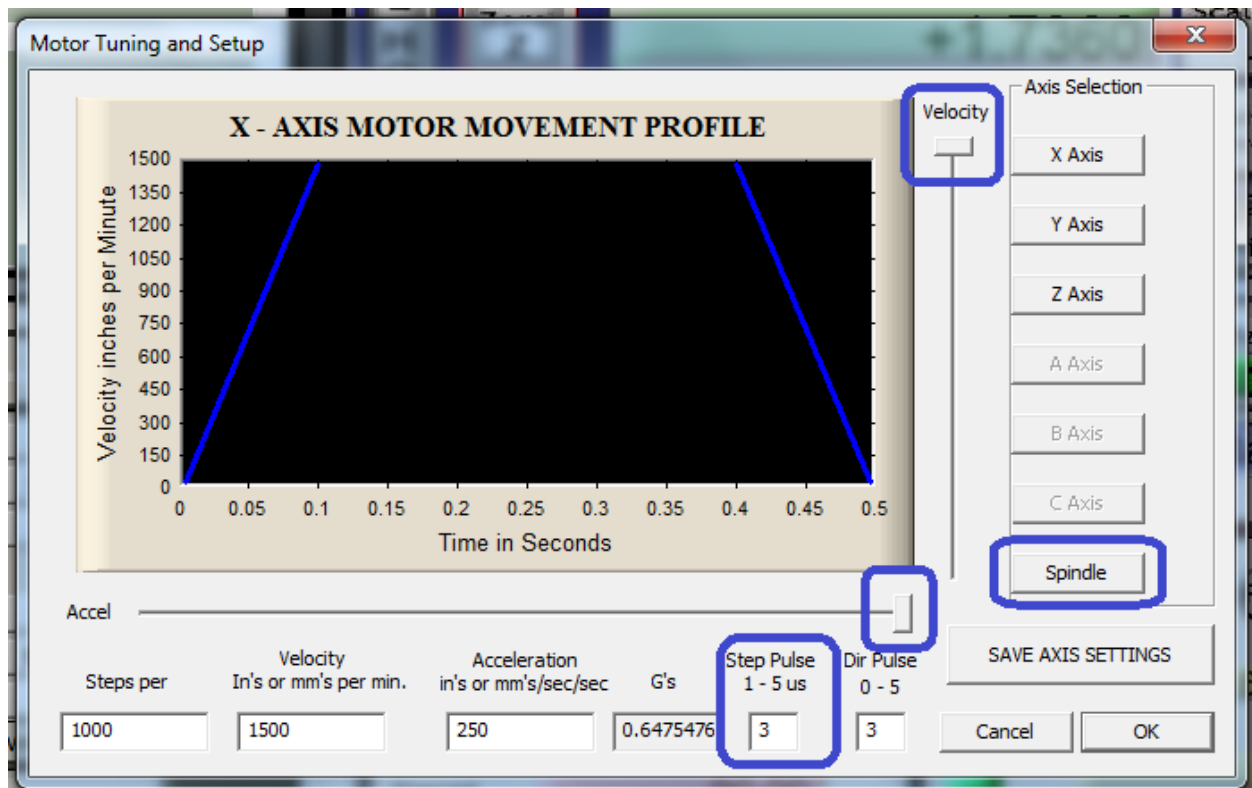 Zero
Scal
Z
+1.7360
Motor Tuning and Setup
X - AXIS MOTOR MOVEMENT PROFILE
Velocity inches per Minute
1500
1350
1200
1050
900
750
600
450
300
150
0
0 0.05 0.1 0.15 0.2 0.25 0.3 0.35 0.4 0.45 0.5
Time in Seconds
Velocity
Axis Selection
X Axis
Y Axis
Z Axis
A Axis
B Axis
C Axis
Spindle
Accel
Steps per
1000
Velocity
In's or mm's per min.
1500
Acceleration
in's or mm's/sec/sec
250
G's
0.6475476
Step Pulse
1 - 5 us
3
Dir Pulse
0 - 5
3
SAVE AXIS SETTINGS
Cancel OK